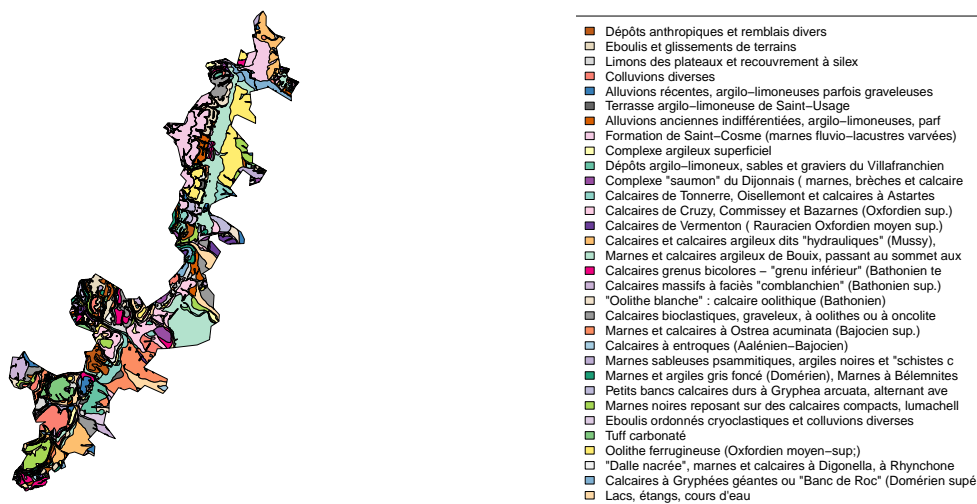 Dépôts anthropiques et remblais divers
Eboulis et glissements de terrains
Limons des plateaux et recouvrement à silex
Colluvions diverses
Alluvions récentes, argilo−limoneuses parfois graveleuses
Terrasse argilo−limoneuse de Saint−Usage
Alluvions anciennes indifférentiées, argilo−limoneuses, parf
Formation de Saint−Cosme (marnes fluvio−lacustres varvées)
Complexe argileux superficiel
Dépôts argilo−limoneux, sables et graviers du Villafranchien
Complexe "saumon" du Dijonnais ( marnes, brèches et calcaire
Calcaires de Tonnerre, Oisellemont et calcaires à Astartes
Calcaires de Cruzy, Commissey et Bazarnes (Oxfordien sup.)
Calcaires de Vermenton ( Rauracien Oxfordien moyen sup.)
Calcaires et calcaires argileux dits "hydrauliques" (Mussy),
Marnes et calcaires argileux de Bouix, passant au sommet aux
Calcaires grenus bicolores − "grenu inférieur" (Bathonien te
Calcaires massifs à faciès "comblanchien" (Bathonien sup.)
"Oolithe blanche" : calcaire oolithique (Bathonien)
Calcaires bioclastiques, graveleux, à oolithes ou à oncolite
Marnes et calcaires à Ostrea acuminata (Bajocien sup.)
Calcaires à entroques (Aalénien−Bajocien)
Marnes sableuses psammitiques, argiles noires et "schistes c
Marnes et argiles gris foncé (Domérien), Marnes à Bélemnites
Petits bancs calcaires durs à Gryphea arcuata, alternant ave
Marnes noires reposant sur des calcaires compacts, lumachell
Eboulis ordonnés cryoclastiques et colluvions diverses
Tuff carbonaté
Oolithe ferrugineuse (Oxfordien moyen−sup;)
"Dalle nacrée", marnes et calcaires à Digonella, à Rhynchone
Calcaires à Gryphées géantes ou "Banc de Roc" (Domérien supé
Lacs, étangs, cours d'eau